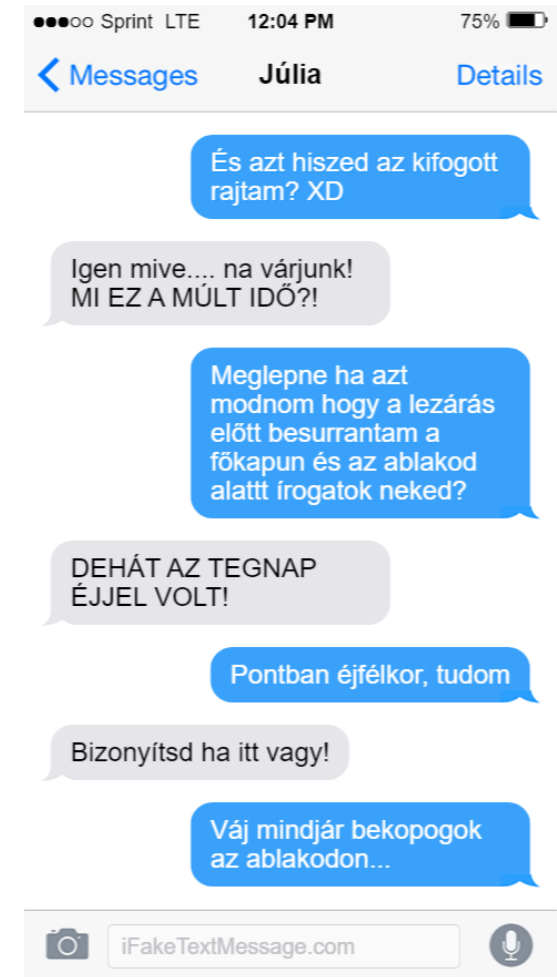 Sprint LTE 12:04 PM 75%
Messages Júlia Details
És azt hiszed az kifogott
rajtam? XD
Igen mive.... na várjunk!
MI EZ A MÚLT IDŐ?!
Meglepne ha azt
modnom hogy a lezárás
előtt besurrantam a
főkapun és az ablakod
alattt írogatok neked?
DEHÁT AZ TEGNAP
ÉJJEL VOLT!
Pontban éjfélkor, tudom
Bizonyítsd ha itt vagy!
Váj mindjár bekopogok
az ablakodon...
iFakeTextMessage.com